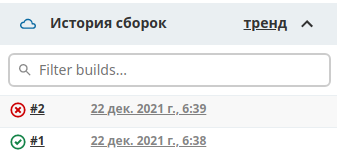 История сборок тренд
Filter builds...
#2 22 дек. 2021 г., 6:39
#1 22 дек. 2021 г., 6:38